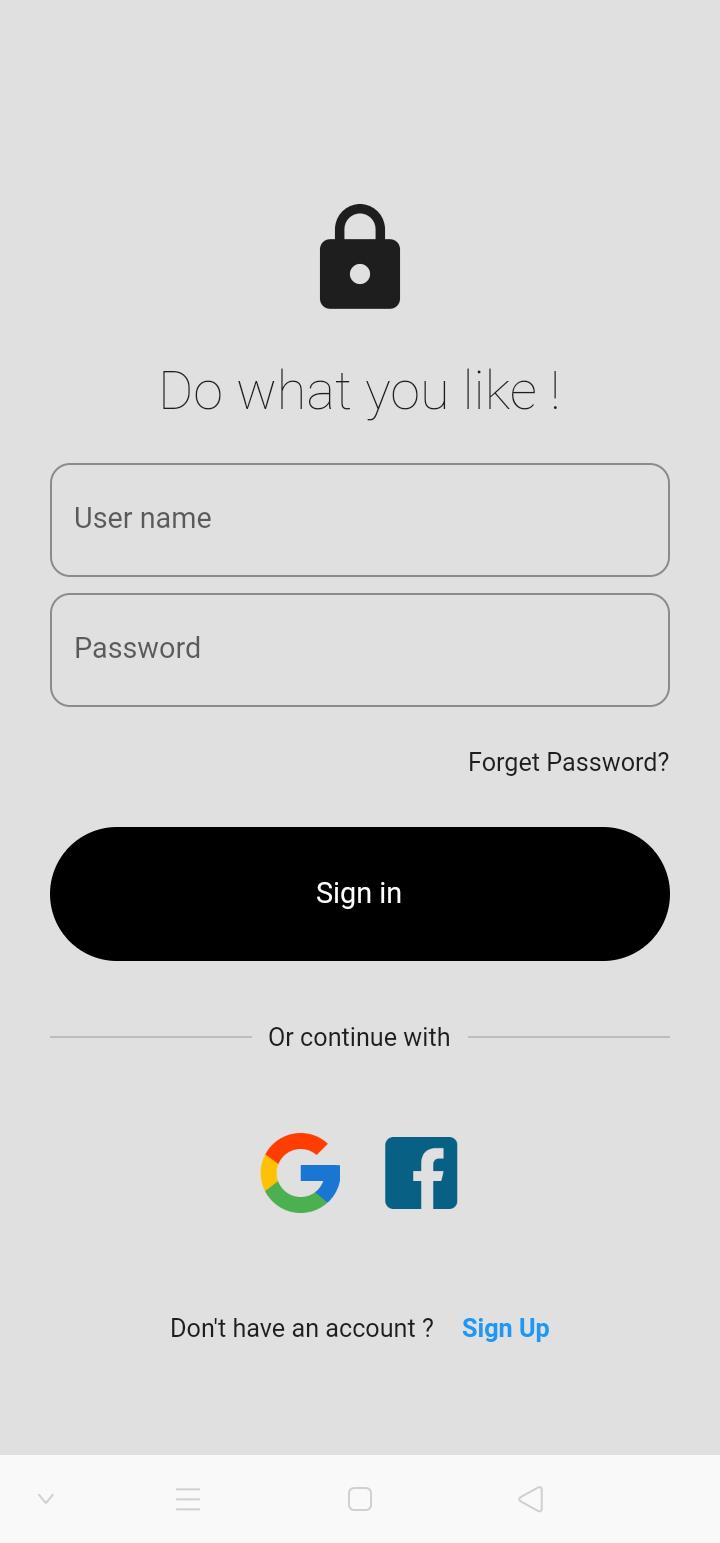 Do what you like !
User name
Password
Forget Password?
Sign in
Or continue with
Don't have an account ? Sign Up